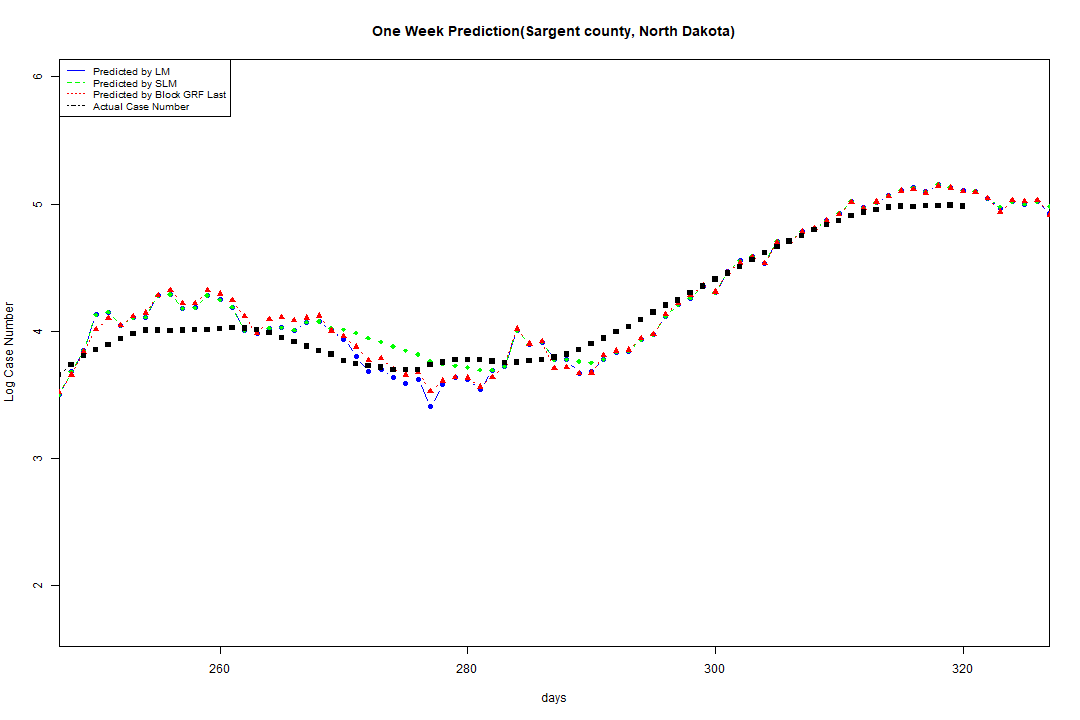 One Week Prediction(Sargent county, North Dakota)
Predicted by LM
Predicted by SLM
Predicted by Block GRF Last
Actual Case Number
6
5
4
3
2
Log Case Number
260 280 300 320
days